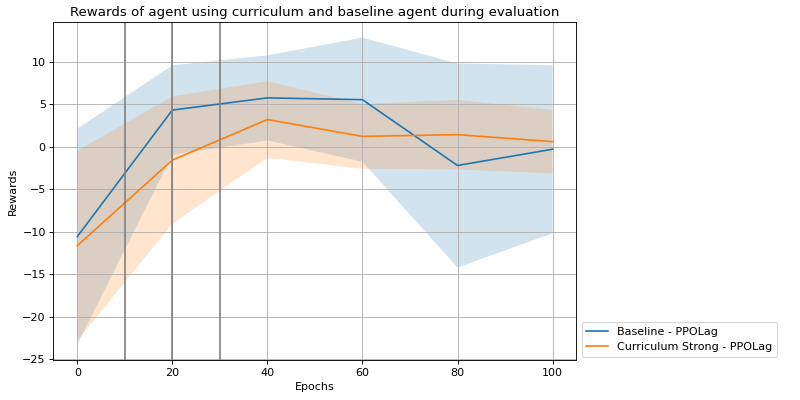 Rewards of agent using curriculum and baseline agent during evaluation
Rewards
10
5
0
−5
−10
−15
−20
−25
0 20 40 60 80 100
Epochs
Baseline - PPOLag
Curriculum Strong - PPOLag